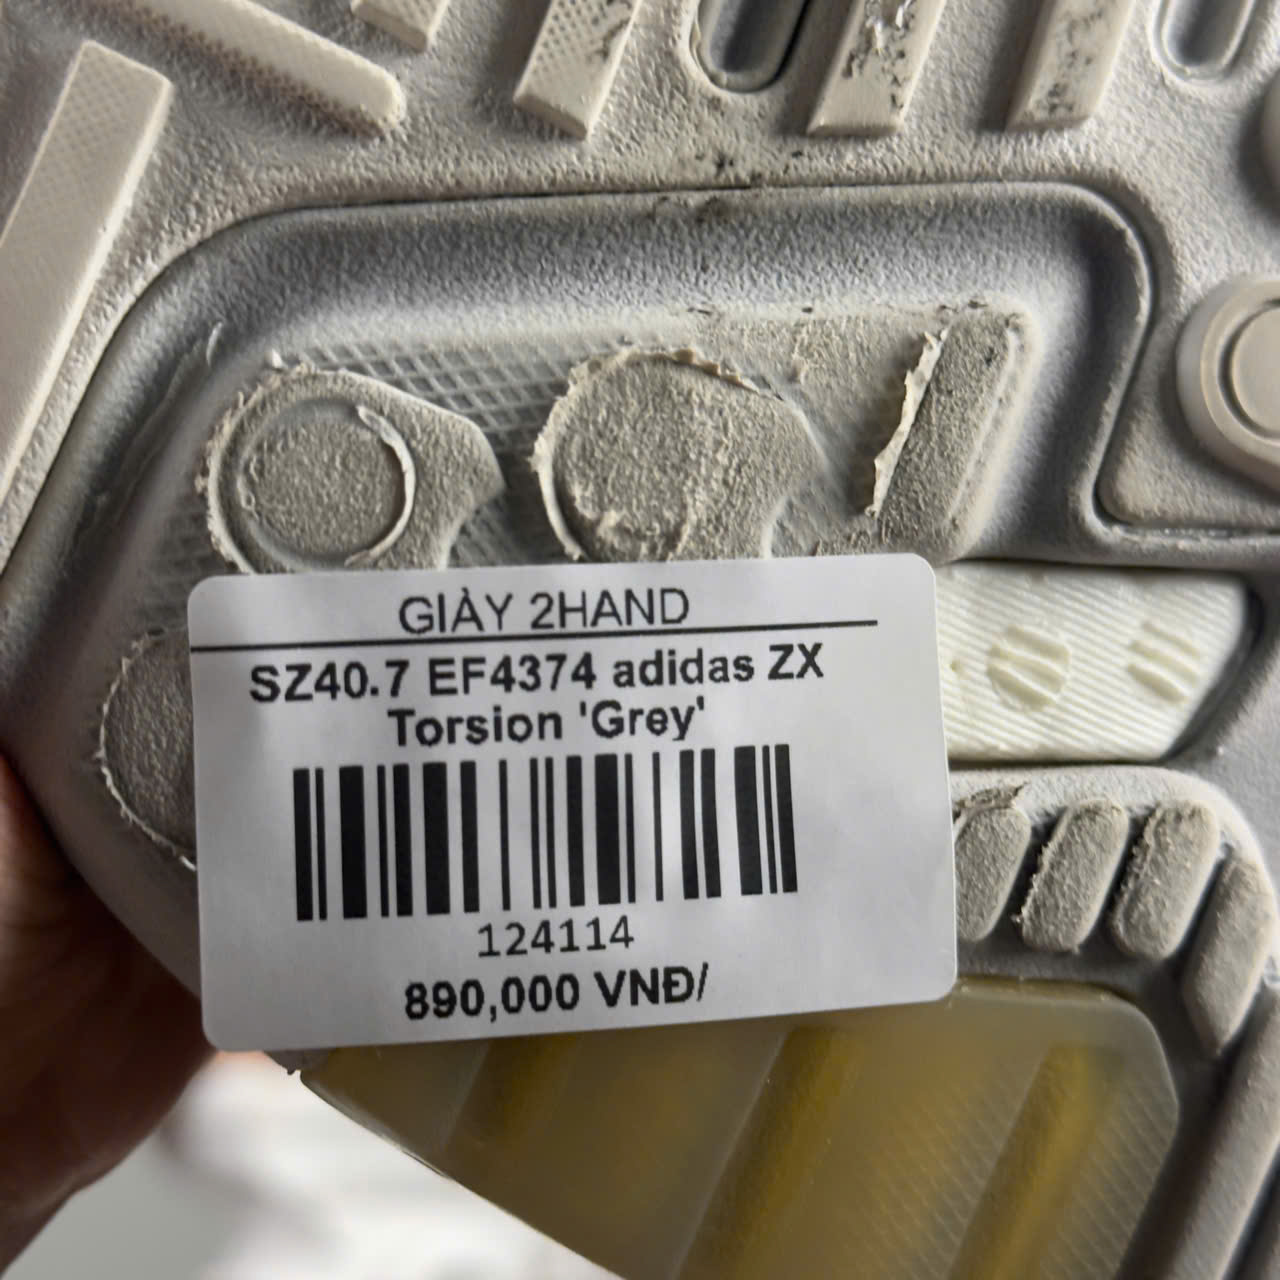 GIÀY 2HAND
SZ40.7 EF4374 adidas ZX
Torsion 'Grey'
124114
890,000 VNĐ/